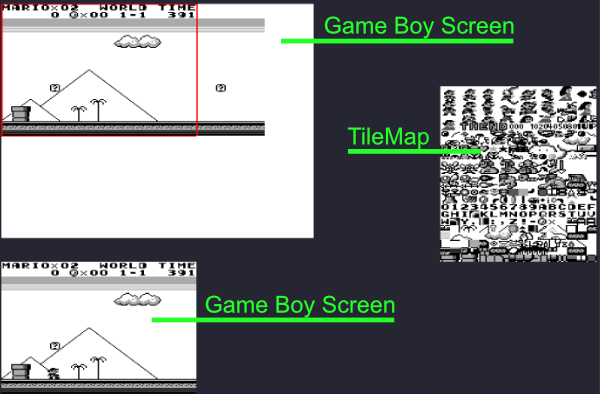 MARIO×02 WORLD TIME
0 ×00 1-1 391
Game Boy Screen
?
?
TileMap
0123456789ABCDEF
GHIJKLMNOPQRSTU
MARIO×02 WORLD TIME
0 ×00 1-1 391
Game Boy Screen
?